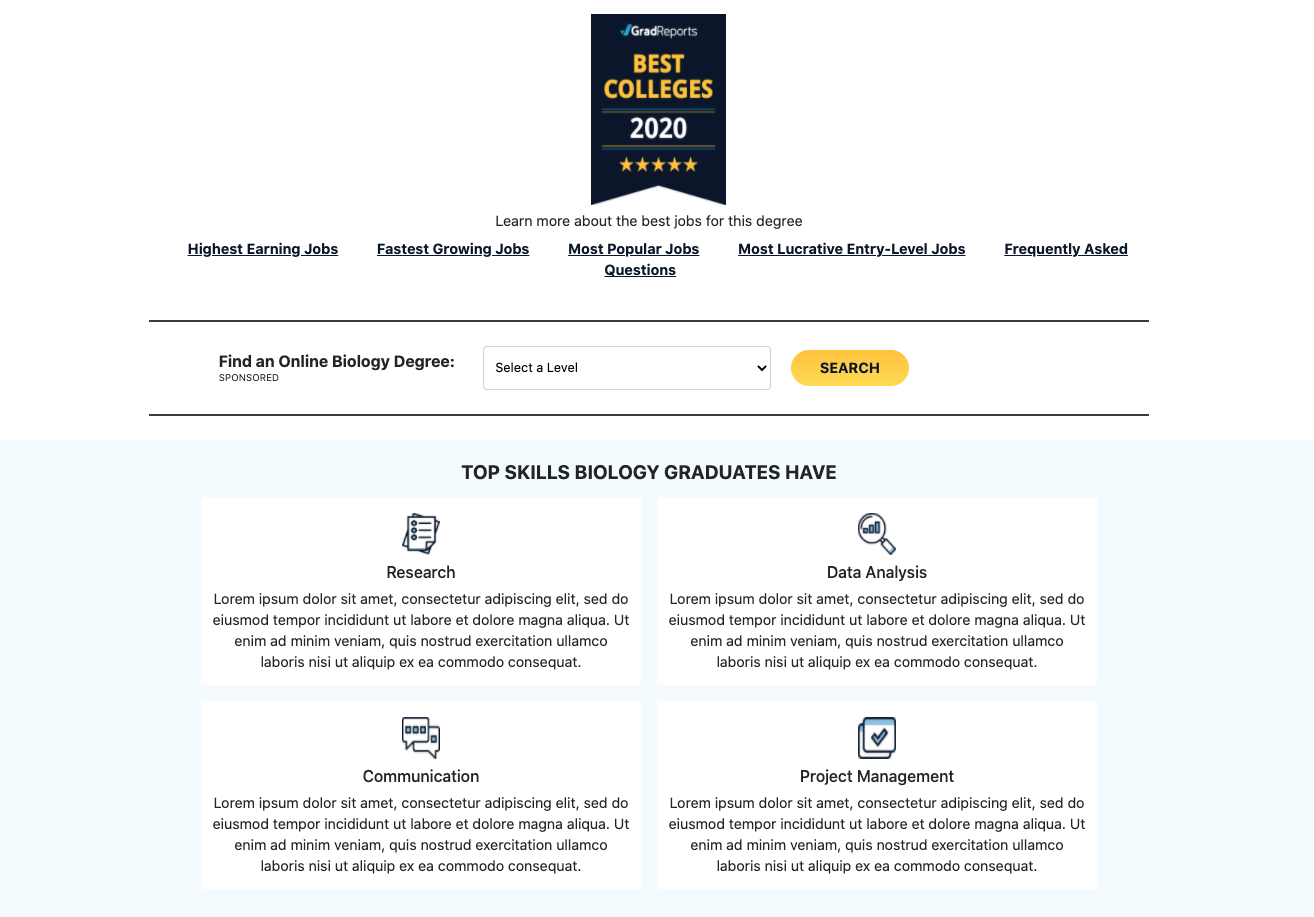 GradReports
BEST
COLLEGES
2020
Learn more about the best jobs for this degree
Highest Earning Jobs Fastest Growing Jobs Most Popular Jobs Most Lucrative Entry-Level Jobs Frequently Asked
Questions
Find an Online Biology Degree:
SPONSORED
Select a Level
SEARCH
TOP SKILLS BIOLOGY GRADUATES HAVE
Research
Lorem ipsum dolor sit amet, consectetur adipiscing elit, sed do
eiusmod tempor incididunt ut labore et dolore magna aliqua. Ut
enim ad minim veniam, quis nostrud exercitation ullamco
laboris nisi ut aliquip ex ea commodo consequat.
Data Analysis
Lorem ipsum dolor sit amet, consectetur adipiscing elit, sed do
eiusmod tempor incididunt ut labore et dolore magna aliqua. Ut
enim ad minim veniam, quis nostrud exercitation ullamco
laboris nisi ut aliquip ex ea commodo consequat.
Communication
Lorem ipsum dolor sit amet, consectetur adipiscing elit, sed do
eiusmod tempor incididunt ut labore et dolore magna aliqua. Ut
enim ad minim veniam, quis nostrud exercitation ullamco
laboris nisi ut aliquip ex ea commodo consequat.
Project Management
Lorem ipsum dolor sit amet, consectetur adipiscing elit, sed do
eiusmod tempor incididunt ut labore et dolore magna aliqua. Ut
enim ad minim veniam, quis nostrud exercitation ullamco
laboris nisi ut aliquip ex ea commodo consequat.